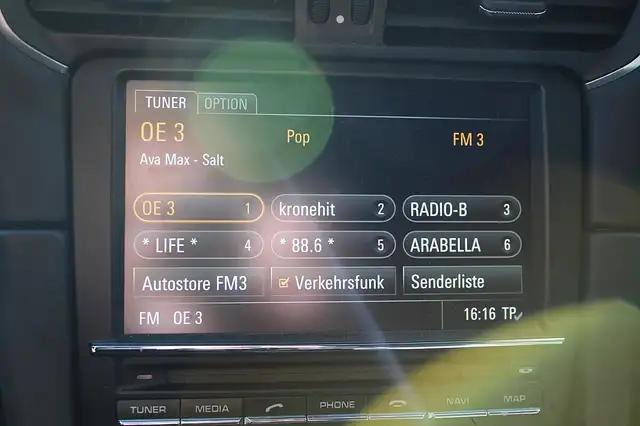 TUNER OPTION
OE 3 Pop FM 3
Ava Max - Salt
OE 3 1 kronehit 2 RADIO-B 3
* LIFE * 4 * 88.6 * 5 ARABELLA 6
Autostore FM3 Verkehrsfunk Senderliste
FM OE 3 16:16 TP
TUNER MEDIA PHONE NAVI MAP